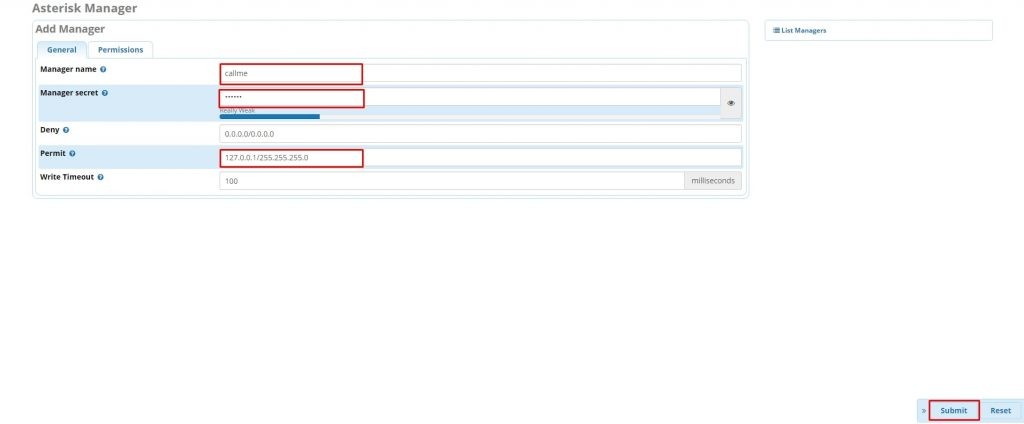 Asterisk Manager
Add Manager
List Managers
General Permissions
Manager name callme
Manager secret ······
Really Weak
Deny 0.0.0.0/0.0.0.0
Permit 127.0.0.1/255.255.255.0
Write Timeout 100 milliseconds
» Submit Reset